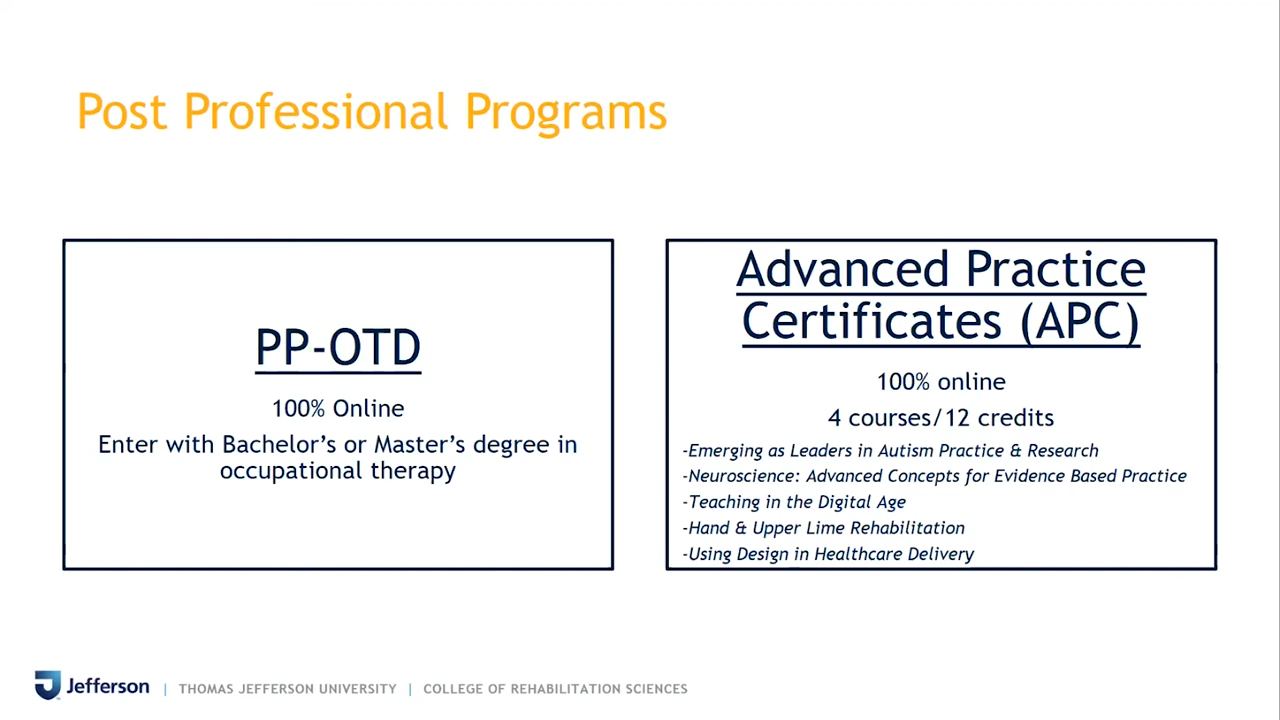 Post Professional Programs
PP-OTD
100% Online
Enter with Bachelor's or Master's degree in
occupational therapy
Advanced Practice
Certificates (APC)
100% online
4 courses/12 credits
-Emerging as Leaders in Autism Practice & Research
-Neuroscience: Advanced Concepts for Evidence Based Practice
-Teaching in the Digital Age
-Hand & Upper Lime Rehabilitation
-Using Design in Healthcare Delivery
Jefferson | THOMAS JEFFERSON UNIVERSITY | COLLEGE OF REHABILITATION SCIENCES